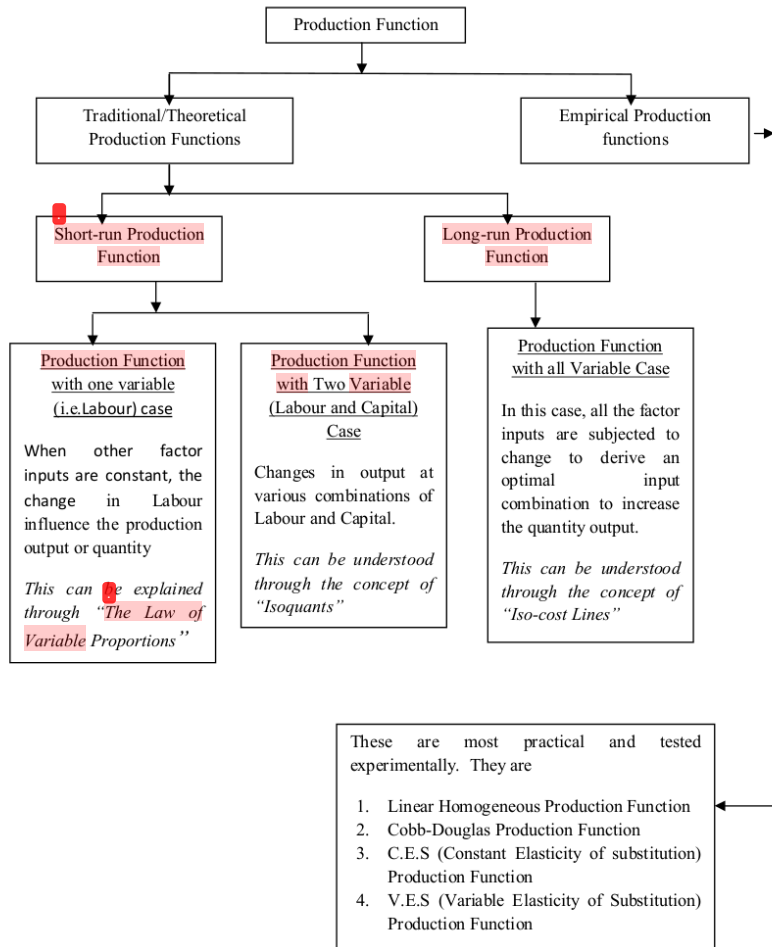 Production Function
Traditional/Theoretical
Production Functions
Empirical Production
functions
Short-run Production
Function
Long-run Production
Function
Production Function
with one variable
(i.e.Labour) case
When other factor
inputs are constant, the
change in Labour
influence the production
output or quantity
This can be explained
through “The Law of
Variable Proportions”
Production Function
with Two Variable
(Labour and Capital)
Case
Changes in output at
various combinations of
Labour and Capital.
This can be understood
through the concept of
“Isoquants”
Production Function
with all Variable Case
In this case, all the factor
inputs are subjected to
change to derive an
optimal input
combination to increase
the quantity output.
This can be understood
through the concept of
“Iso-cost Lines”
These are most practical and tested
experimentally. They are
1. Linear Homogeneous Production Function
2. Cobb-Douglas Production Function
3. C.E.S (Constant Elasticity of substitution)
Production Function
4. V.E.S (Variable Elasticity of Substitution)
Production Function